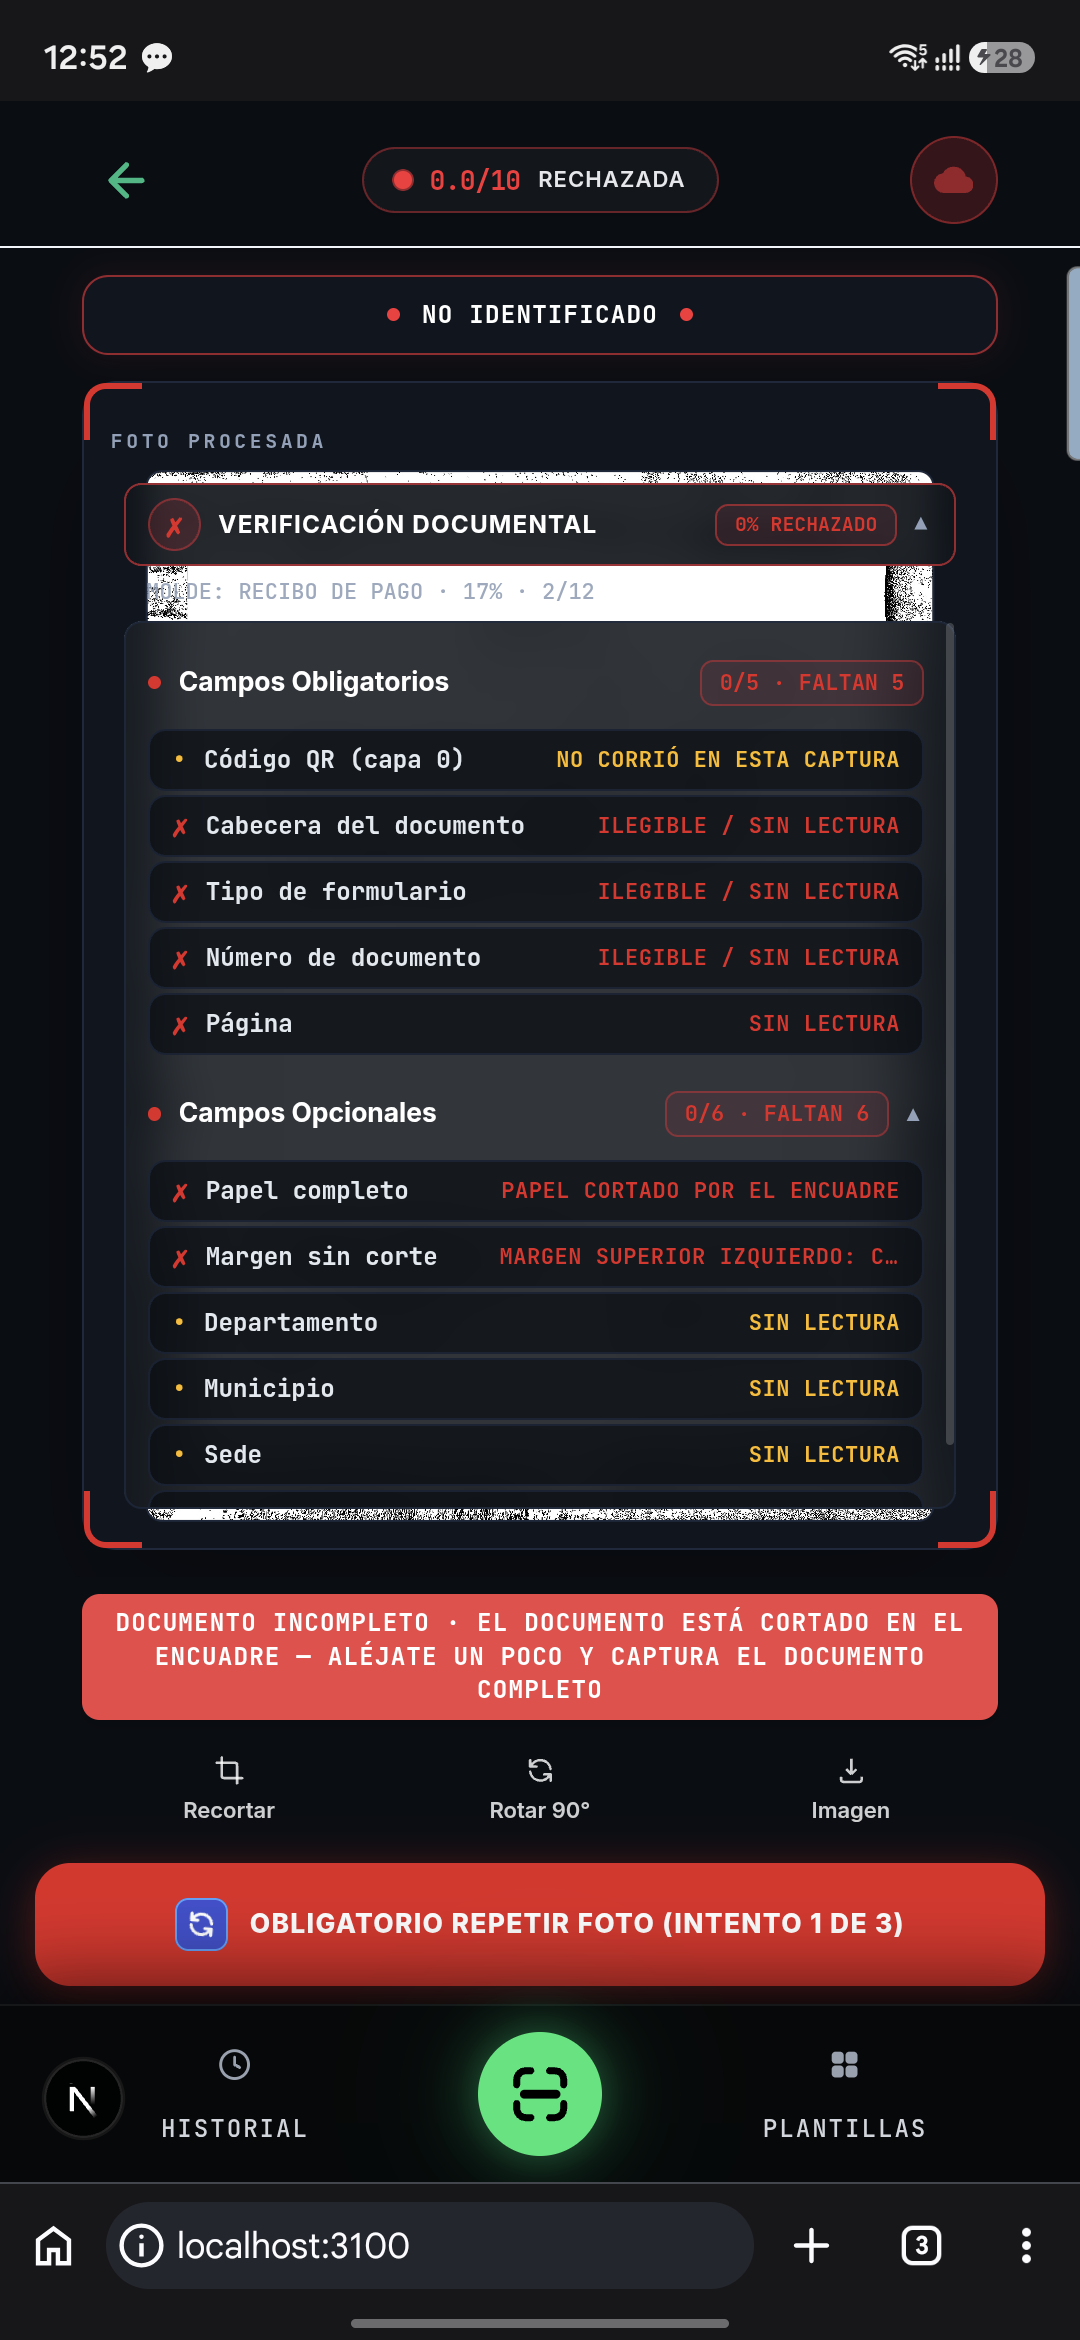 12:52
5
28
0.0/10 RECHAZADA
NO IDENTIFICADO
FOTO PROCESADA
✗ VERIFICACIÓN DOCUMENTAL 0% RECHAZADO ▲
MOLDE: RECIBO DE PAGO · 17% · 2/12
Campos Obligatorios 0/5 · FALTAN 5
• Código QR (capa 0) NO CORRIÓ EN ESTA CAPTURA
✗ Cabecera del documento ILEGIBLE / SIN LECTURA
✗ Tipo de formulario ILEGIBLE / SIN LECTURA
✗ Número de documento ILEGIBLE / SIN LECTURA
✗ Página SIN LECTURA
Campos Opcionales 0/6 · FALTAN 6 ▲
✗ Papel completo PAPEL CORTADO POR EL ENCUADRE
✗ Margen sin corte MARGEN SUPERIOR IZQUIERDO: C…
• Departamento SIN LECTURA
• Municipio SIN LECTURA
• Sede SIN LECTURA
DOCUMENTO INCOMPLETO · EL DOCUMENTO ESTÁ CORTADO EN EL
ENCUADRE — ALÉJATE UN POCO Y CAPTURA EL DOCUMENTO
COMPLETO
Recortar Rotar 90° Imagen
OBLIGATORIO REPETIR FOTO (INTENTO 1 DE 3)
N
HISTORIAL PLANTILLAS
localhost:3100
3